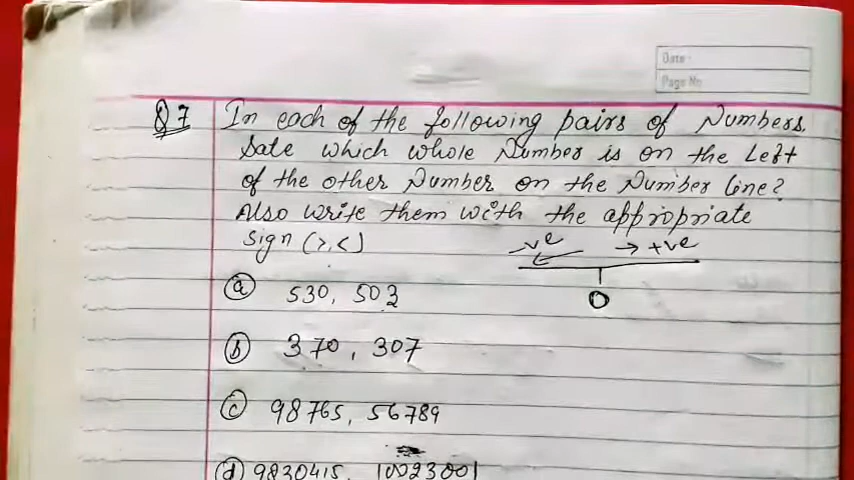 Date :
Page No
Q7 In each of the following pairs of Numbers.
Sate which whole Number is on the Left
of the other Number on the Number line?
Also write them with the appropriate
Sign (>,<)
-ve → +ve
0
(a) 530, 503
(b) 370, 307
(c) 98765, 56789
(d) 9830415, 10023001